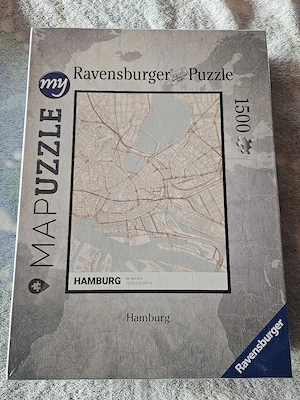 my
MAPUZZLE
Ravensburger Puzzle
1500
HAMBURG
Hamburg
Ravensburger